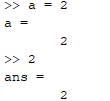 >> a = 2
a =
2
>> 2
ans =
2